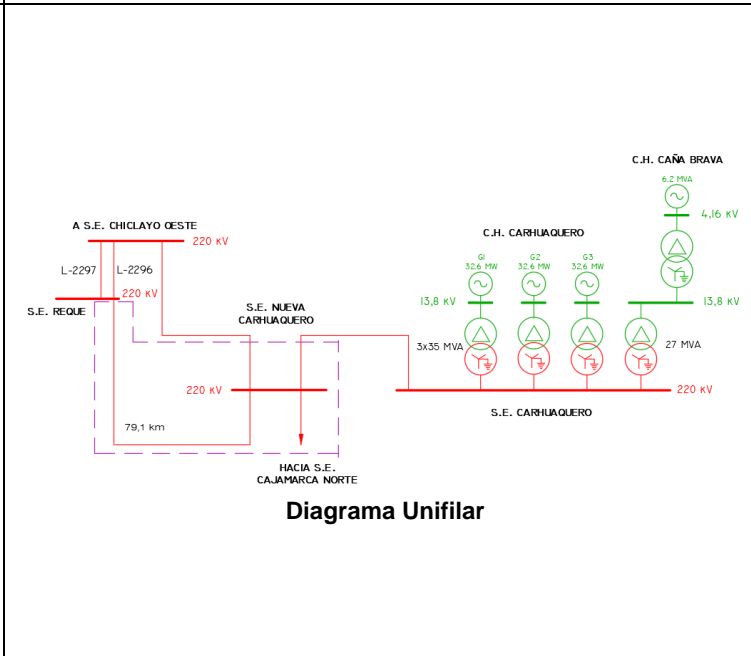 C.H. CAÑA BRAVA
6,2 MVA
4,16 kV
A S.E. CHICLAYO OESTE
220 kV
L-2297
L-2296
220 kV
S.E. REQUE
C.H. CARHUAQUERO
G1
32,6 MW
G2
32,6 MW
G3
32,6 MW
13,8 kV
13,8 kV
S.E. NUEVA
CARHUAQUERO
3x35 MVA
27 MVA
220 kV
220 kV
S.E. CARHUAQUERO
79,1 km
HACIA S.E.
CAJAMARCA NORTE
Diagrama Unifilar